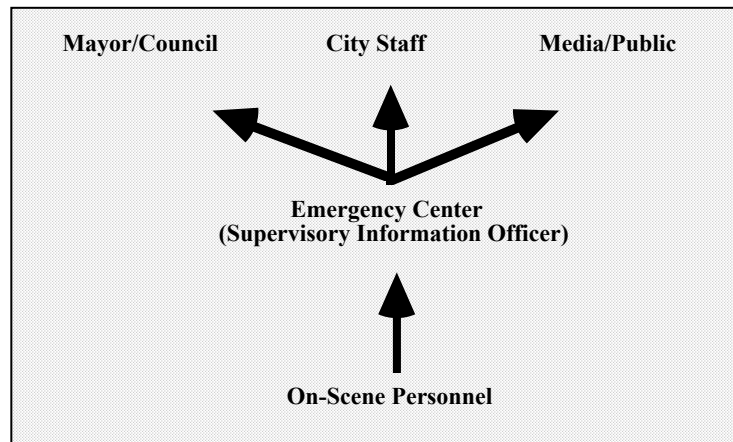 Mayor/Council
City Staff
Media/Public
Emergency Center
(Supervisory Information Officer)
On-Scene Personnel